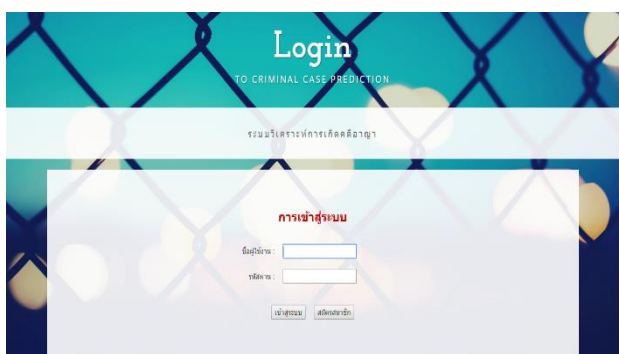 Login
TO CRIMINAL CASE PREDICTION
ระบบวิเคราะห์การเกิดคดีอาญา
การเข้าสู่ระบบ
ชื่อผู้ใช้งาน :
รหัสผ่าน :
เข้าสู่ระบบ สมัครสมาชิก